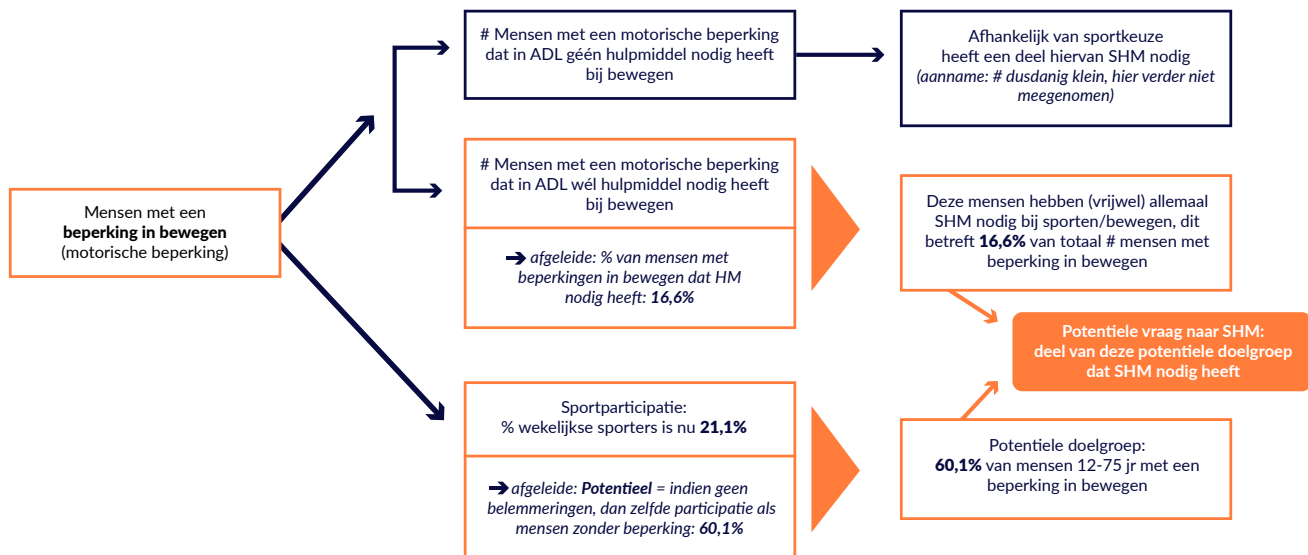 Mensen met een
beperking in bewegen
(motorische beperking)
# Mensen met een motorische beperking
dat in ADL géén hulpmiddel nodig heeft
bij bewegen
Afhankelijk van sportkeuze
heeft een deel hiervan SHM nodig
(aanname: # dusdanig klein, hier verder niet
meegenomen)
# Mensen met een motorische beperking
dat in ADL wél hulpmiddel nodig heeft
bij bewegen
➔ afgeleide: % van mensen met
beperkingen in bewegen dat HM
nodig heeft: 16,6%
Deze mensen hebben (vrijwel) allemaal
SHM nodig bij sporten/bewegen, dit
betreft 16,6% van totaal # mensen met
beperking in bewegen
Potentiele vraag naar SHM:
deel van deze potentiele doelgroep
dat SHM nodig heeft
Sportparticipatie:
% wekelijkse sporters is nu 21,1%
➔ afgeleide: Potentieel = indien geen
belemmeringen, dan zelfde participatie als
mensen zonder beperking: 60,1%
Potentiele doelgroep:
60,1% van mensen 12-75 jr met een
beperking in bewegen